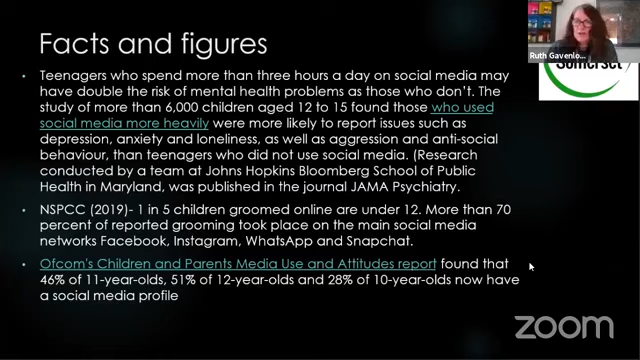 Facts and figures
Ruth Gavenlo...
Somerset
• Teenagers who spend more than three hours a day on social media may
have double the risk of mental health problems as those who don't. The
study of more than 6,000 children aged 12 to 15 found those who used
social media more heavily were more likely to report issues such as
depression, anxiety and loneliness, as well as aggression and anti-social
behaviour, than teenagers who did not use social media. (Research
conducted by a team at Johns Hopkins Bloomberg School of Public
Health in Maryland, was published in the journal JAMA Psychiatry.
• NSPCC (2019)- 1 in 5 children groomed online are under 12. More than 70
percent of reported grooming took place on the main social media
networks Facebook, Instagram, WhatsApp and Snapchat.
• Ofcom's Children and Parents Media Use and Attitudes report found that
46% of 11-year-olds, 51% of 12-year-olds and 28% of 10-year-olds now have
a social media profile
zoom